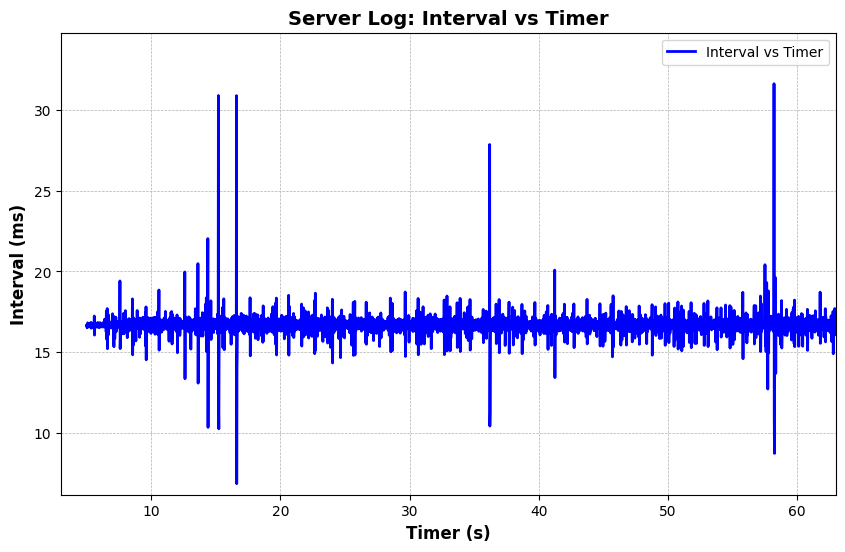 Server Log: Interval vs Timer
Interval vs Timer
30
25
20
15
10
Interval (ms)
10 20 30 40 50 60
Timer (s)